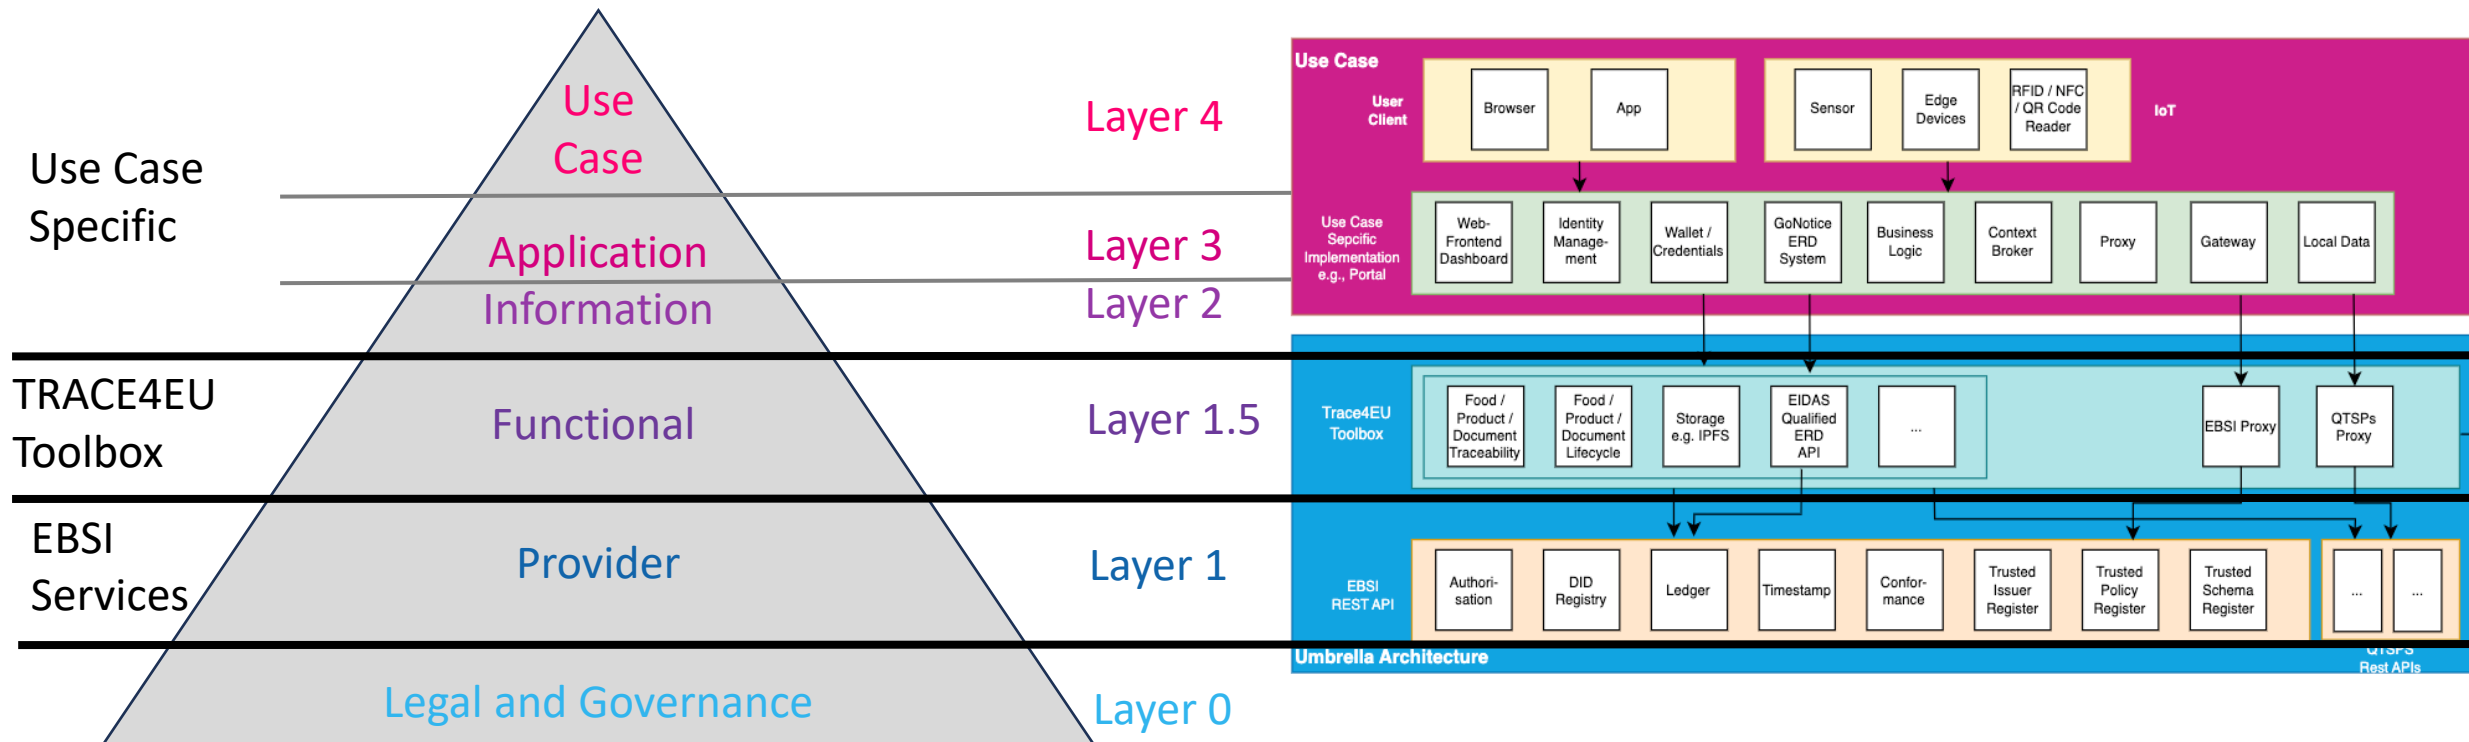 Use Case
Specific
TRACE4EU
Toolbox
EBSI
Services
Use
Case
Application
Information
Functional
Provider
Legal and Governance
Layer 4
Layer 3
Layer 2
Layer 1.5
Layer 1
Layer 0
Use Case
User
Client
Browser
App
Sensor
Edge
Devices
RFID / NFC
/ QR Code
Reader
IoT
Use Case
Sepcific
Implementation
e.g., Portal
Web-
Frontend
Dashboard
Identity
Manage-
ment
Wallet /
Credentials
GoNotice
ERD
System
Business
Logic
Context
Broker
Proxy
Gateway
Local Data
Trace4EU
Toolbox
Food /
Product /
Document
Traceability
Food /
Product /
Document
Lifecycle
Storage
e.g. IPFS
EIDAS
Qualified
ERD
API
...
EBSI Proxy
QTSPs
Proxy
EBSI
REST API
Authori-
sation
DID
Registry
Ledger
Timestamp
Confor-
mance
Trusted
Issuer
Register
Trusted
Policy
Register
Trusted
Schema
Register
...
...
Umbrella Architecture
QTSPS
Rest APIs